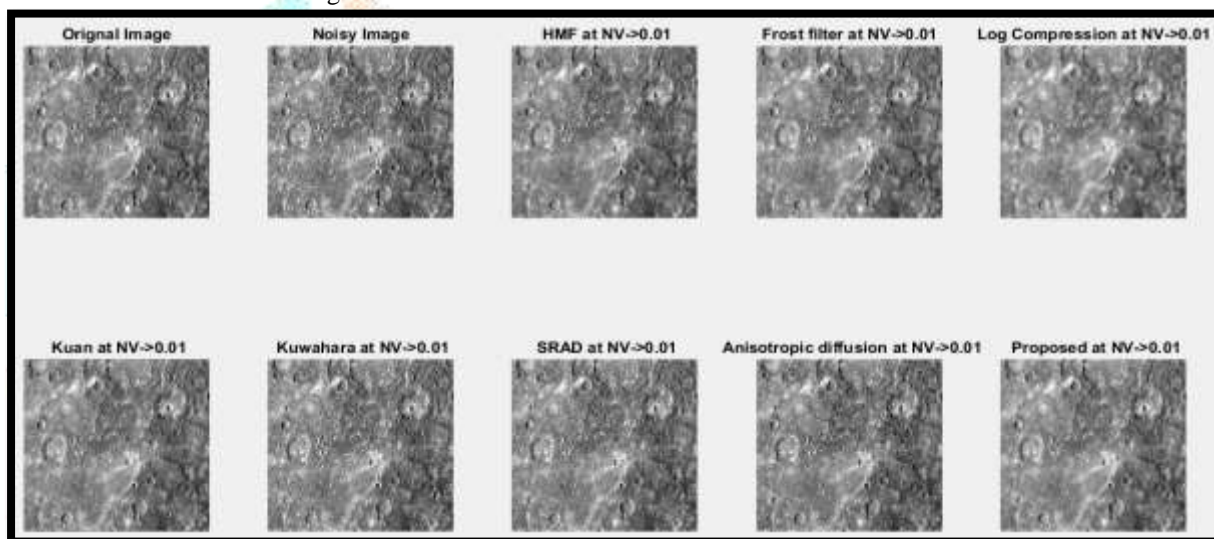 Orignal Image
Noisy Image
HMF at NV->0.01
Frost filter at NV->0.01
Log Compression at NV->0.01
Kuan at NV->0.01
Kuwahara at NV->0.01
SRAD at NV->0.01
Anisotropic diffusion at NV->0.01
Proposed at NV->0.01